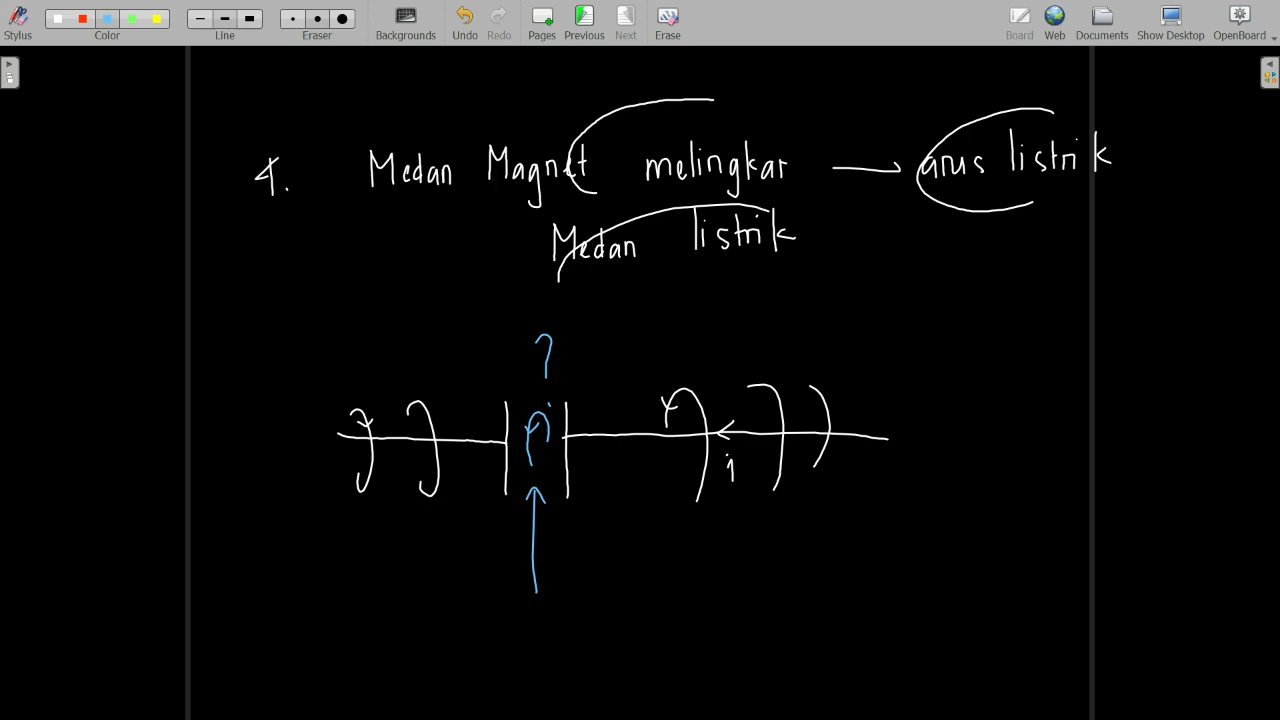 Stylus
Color
Line
Eraser
Backgrounds
Undo
Redo
Pages
Previous
Next
Erase
Board
Web
Documents
Show Desktop
OpenBoard
4. Medan Magnet melingkar → arus listrik
Medan listrik
?
i